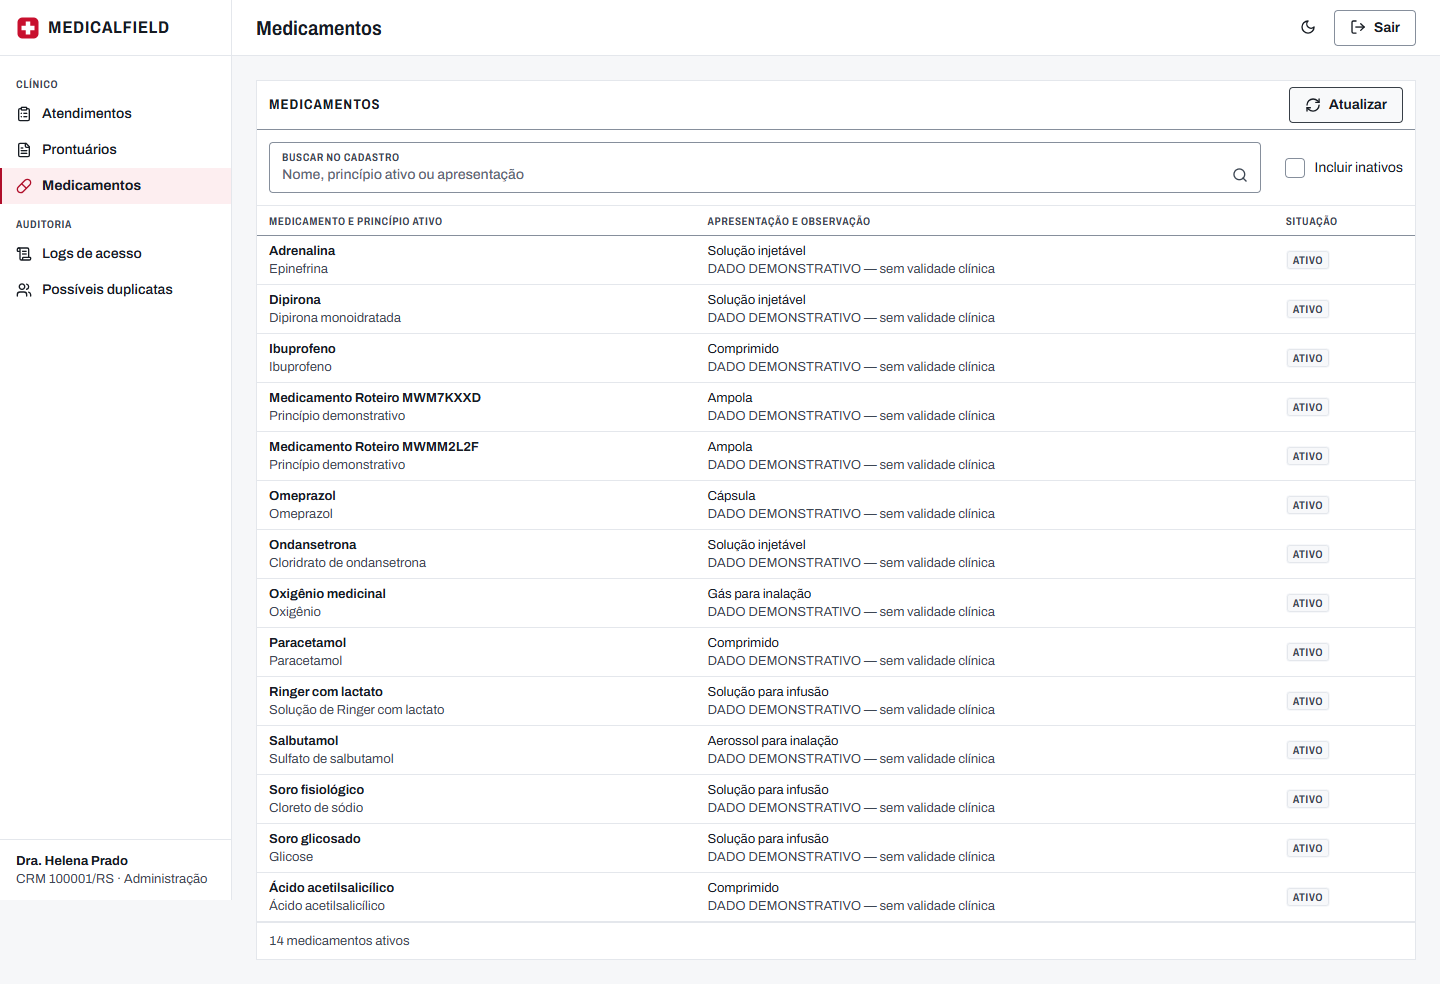 MEDICALFIELD
CLÍNICO
Atendimentos
Prontuários
Medicamentos
AUDITORIA
Logs de acesso
Possíveis duplicatas
Dra. Helena Prado
CRM 100001/RS · Administração
Medicamentos
Sair
MEDICAMENTOS
Atualizar
BUSCAR NO CADASTRO
Nome, princípio ativo ou apresentação
Incluir inativos
MEDICAMENTO E PRINCÍPIO ATIVO APRESENTAÇÃO E OBSERVAÇÃO SITUAÇÃO
Adrenalina Solução injetável
Epinefrina DADO DEMONSTRATIVO — sem validade clínica
ATIVO
Dipirona Solução injetável
Dipirona monoidratada DADO DEMONSTRATIVO — sem validade clínica
ATIVO
Ibuprofeno Comprimido
Ibuprofeno DADO DEMONSTRATIVO — sem validade clínica
ATIVO
Medicamento Roteiro MWM7KXXD Ampola
Princípio demonstrativo DADO DEMONSTRATIVO — sem validade clínica
ATIVO
Medicamento Roteiro MWMM2L2F Ampola
Princípio demonstrativo DADO DEMONSTRATIVO — sem validade clínica
ATIVO
Omeprazol Cápsula
Omeprazol DADO DEMONSTRATIVO — sem validade clínica
ATIVO
Ondansetrona Solução injetável
Cloridrato de ondansetrona DADO DEMONSTRATIVO — sem validade clínica
ATIVO
Oxigênio medicinal Gás para inalação
Oxigênio DADO DEMONSTRATIVO — sem validade clínica
ATIVO
Paracetamol Comprimido
Paracetamol DADO DEMONSTRATIVO — sem validade clínica
ATIVO
Ringer com lactato Solução para infusão
Solução de Ringer com lactato DADO DEMONSTRATIVO — sem validade clínica
ATIVO
Salbutamol Aerossol para inalação
Sulfato de salbutamol DADO DEMONSTRATIVO — sem validade clínica
ATIVO
Soro fisiológico Solução para infusão
Cloreto de sódio DADO DEMONSTRATIVO — sem validade clínica
ATIVO
Soro glicosado Solução para infusão
Glicose DADO DEMONSTRATIVO — sem validade clínica
ATIVO
Ácido acetilsalicílico Comprimido
Ácido acetilsalicílico DADO DEMONSTRATIVO — sem validade clínica
ATIVO
14 medicamentos ativos